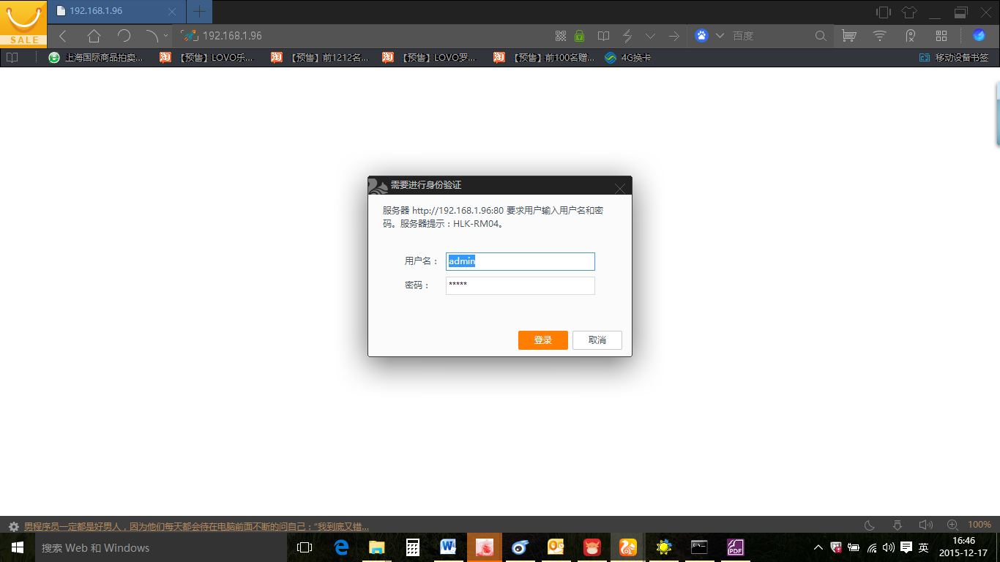 SALE
192.168.1.96
192.168.1.96
百度
上海国际商品拍卖...
【预售】LOVO乐...
【预售】前1212名...
【预售】LOVO罗...
【预售】前100名赠...
4G换卡
移动设备书签
需要进行身份验证
服务器 http://192.168.1.96:80 要求用户输入用户名和密
码。服务器提示：HLK-RM04。
用户名：
admin
密码：
*****
登录
取消
男程序员一定都是好男人，因为他们每天都会待在电脑前面不断的问自己：“我到底又错...
100%
搜索 Web 和 Windows
PDF
英
16:46
2015-12-17